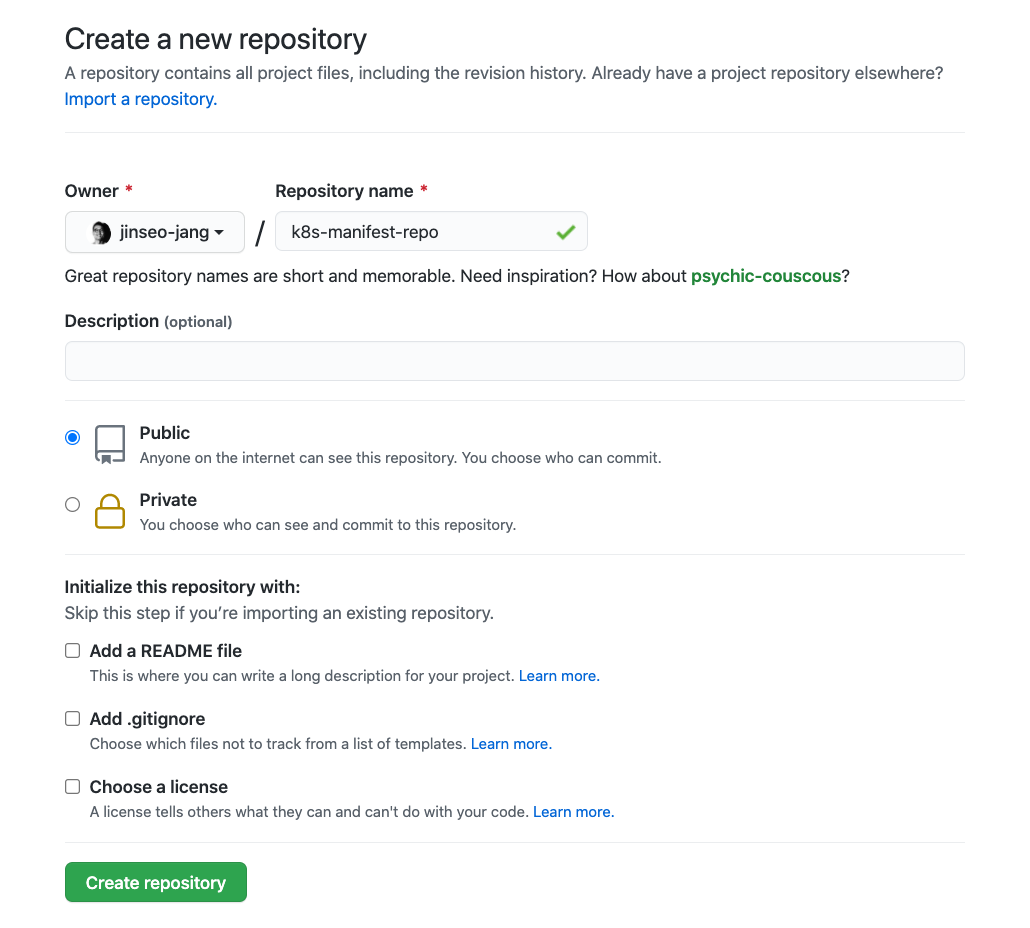 Create a new repository
A repository contains all project files, including the revision history. Already have a project repository elsewhere?
Import a repository.
Owner * Repository name *
jinseo-jang / k8s-manifest-repo
Great repository names are short and memorable. Need inspiration? How about psychic-couscous?
Description (optional)
Public
Anyone on the internet can see this repository. You choose who can commit.
Private
You choose who can see and commit to this repository.
Initialize this repository with:
Skip this step if you’re importing an existing repository.
Add a README file
This is where you can write a long description for your project. Learn more.
Add .gitignore
Choose which files not to track from a list of templates. Learn more.
Choose a license
A license tells others what they can and can't do with your code. Learn more.
Create repository